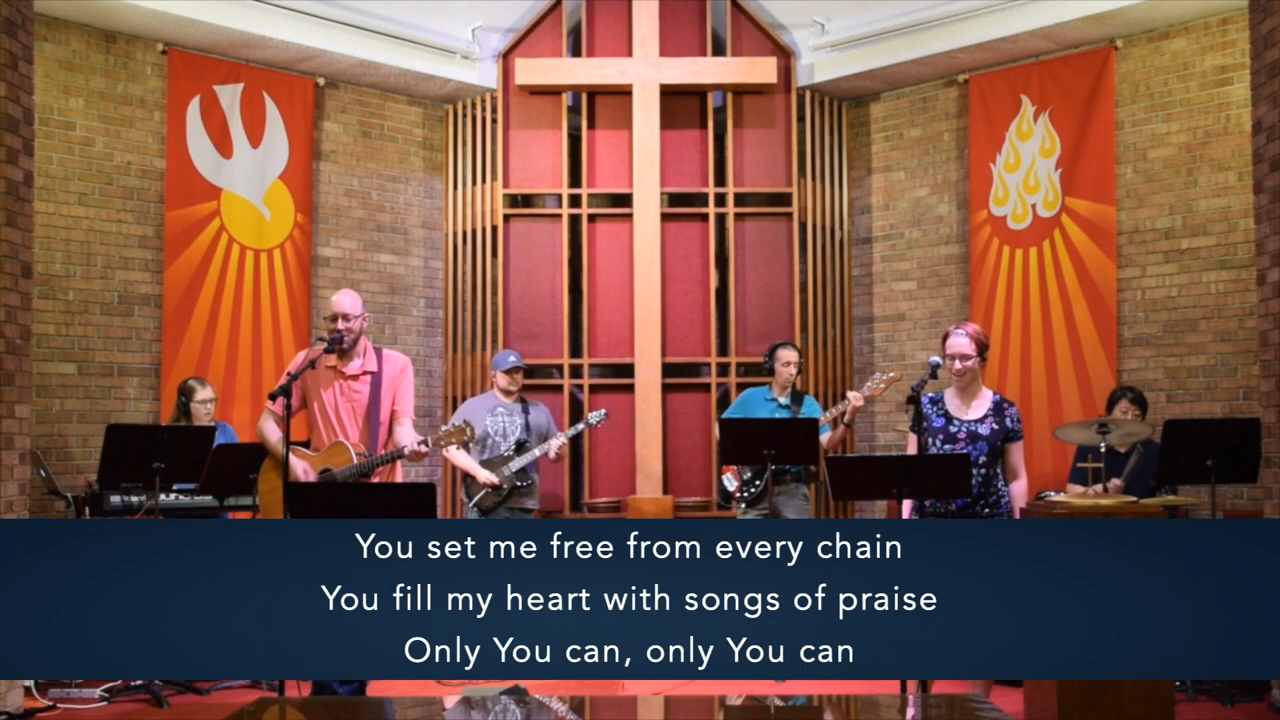 You set me free from every chain
You fill my heart with songs of praise
Only You can, only You can